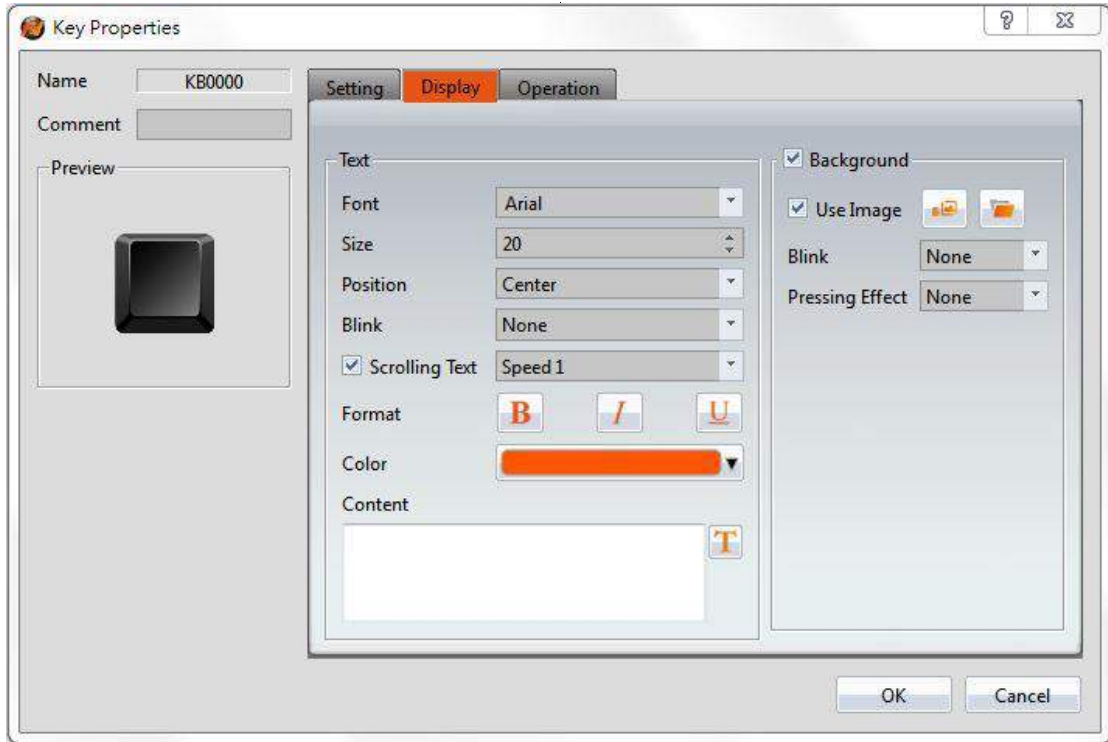 Key Properties
Name KB0000
Comment
Preview
Setting Display Operation
Text
Font Arial
Size 20
Position Center
Blink None
Scrolling Text Speed 1
Format B I U
Color
Content
T
Background
Use Image
Blink None
Pressing Effect None
OK Cancel